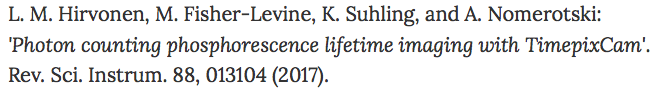 L. M. Hirvonen, M. Fisher-Levine, K. Suhling, and A. Nomerotski:
'Photon counting phosphorescence lifetime imaging with TimepixCam'.
Rev. Sci. Instrum. 88, 013104 (2017).